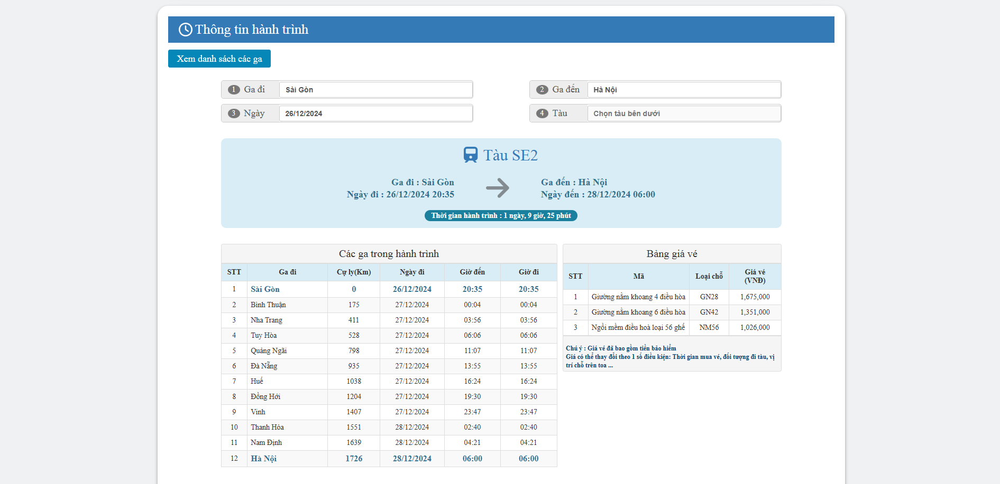 Thông tin hành trình
Xem danh sách các ga
1 Ga đi Sài Gòn
2 Ga đến Hà Nội
3 Ngày 26/12/2024
4 Tàu Chọn tàu bên dưới
Tàu SE2
Ga đi : Sài Gòn
Ngày đi : 26/12/2024 20:35
Ga đến : Hà Nội
Ngày đến : 28/12/2024 06:00
Thời gian hành trình : 1 ngày, 9 giờ, 25 phút
Các ga trong hành trình
STT Ga đi Cự ly(Km) Ngày đi Giờ đến Giờ đi
1 Sài Gòn 0 26/12/2024 20:35 20:35
2 Bình Thuận 175 27/12/2024 00:04 00:04
3 Nha Trang 411 27/12/2024 03:56 03:56
4 Tuy Hòa 528 27/12/2024 06:06 06:06
5 Quảng Ngãi 798 27/12/2024 11:07 11:07
6 Đà Nẵng 935 27/12/2024 13:55 13:55
7 Huế 1038 27/12/2024 16:24 16:24
8 Đồng Hới 1204 27/12/2024 19:30 19:30
9 Vinh 1407 27/12/2024 23:47 23:47
10 Thanh Hóa 1551 28/12/2024 02:40 02:40
11 Nam Định 1639 28/12/2024 04:21 04:21
12 Hà Nội 1726 28/12/2024 06:00 06:00
Bảng giá vé
STT Mã Loại chỗ Giá vé
(VNĐ)
1 Giường nằm khoang 4 điều hòa GN28 1,675,000
2 Giường nằm khoang 6 điều hòa GN42 1,351,000
3 Ngồi mềm điều hoà loại 56 ghế NM56 1,026,000
Chú ý : Giá vé đã bao gồm tiền bảo hiểm
Giá có thể thay đổi theo 1 số điều kiện: Thời gian mua vé, đối tượng đi tàu, vị
trí chỗ trên toa ...